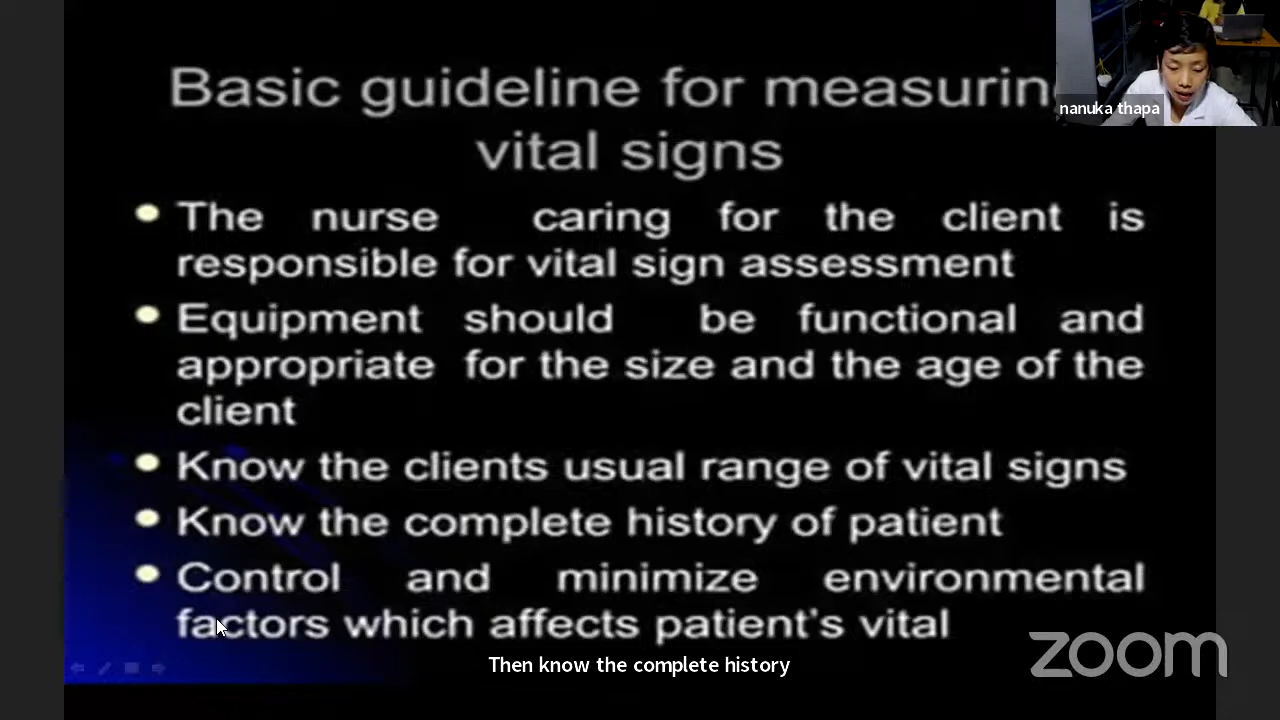 Basic guideline for measurin
vital signs
nanuka thapa
The nurse caring for the client is
responsible for vital sign assessment
Equipment should be functional and
appropriate for the size and the age of the
client
Know the clients usual range of vital signs
Know the complete history of patient
Control and minimize environmental
factors which affects patient's vital
Then know the complete history
zoom